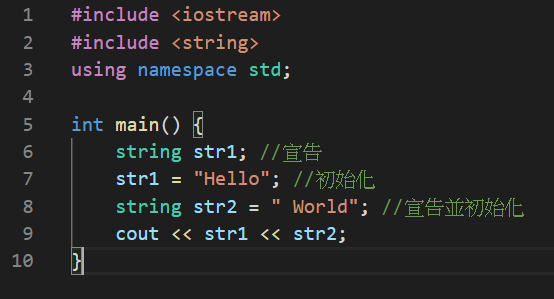 1 #include <iostream>
2 #include <string>
3 using namespace std;
4
5 int main() {
6     string str1; //宣告
7     str1 = "Hello"; //初始化
8     string str2 = " World"; //宣告並初始化
9     cout << str1 << str2;
10 }